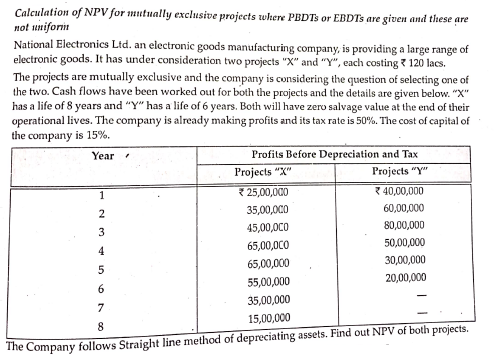 Calculation of NPV for mutually exclusive projects where PBDTs or EBDTs are given and these are
not uniform
National Electronics Ltd. an electronic goods manufacturing company, is providing a large range of
electronic goods. It has under consideration two projects "X" and "Y", each costing ₹ 120 lacs.
The projects are mutually exclusive and the company is considering the question of selecting one of
the two. Cash flows have been worked out for both the projects and the details are given below. "X"
has a life of 8 years and "Y" has a life of 6 years. Both will have zero salvage value at the end of their
operational lives. The company is already making profits and its tax rate is 50%. The cost of capital of
the company is 15%.
Year Profits Before Depreciation and Tax
Projects "X" Projects "Y"
1 ₹ 25,00,000 ₹ 40,00,000
2 35,00,000 60,00,000
3 45,00,000 80,00,000
4 65,00,000 50,00,000
5 65,00,000 30,00,000
6 55,00,000 20,00,000
7 35,00,000 —
8 15,00,000 —
The Company follows Straight line method of depreciating assets. Find out NPV of both projects.